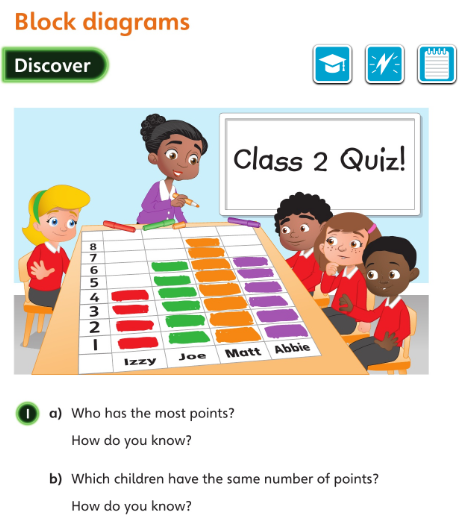 Block diagrams
Discover
Class 2 Quiz!
8
7
6
5
4
3
2
1
Izzy Joe Matt Abbie
1 a) Who has the most points?
How do you know?
b) Which children have the same number of points?
How do you know?